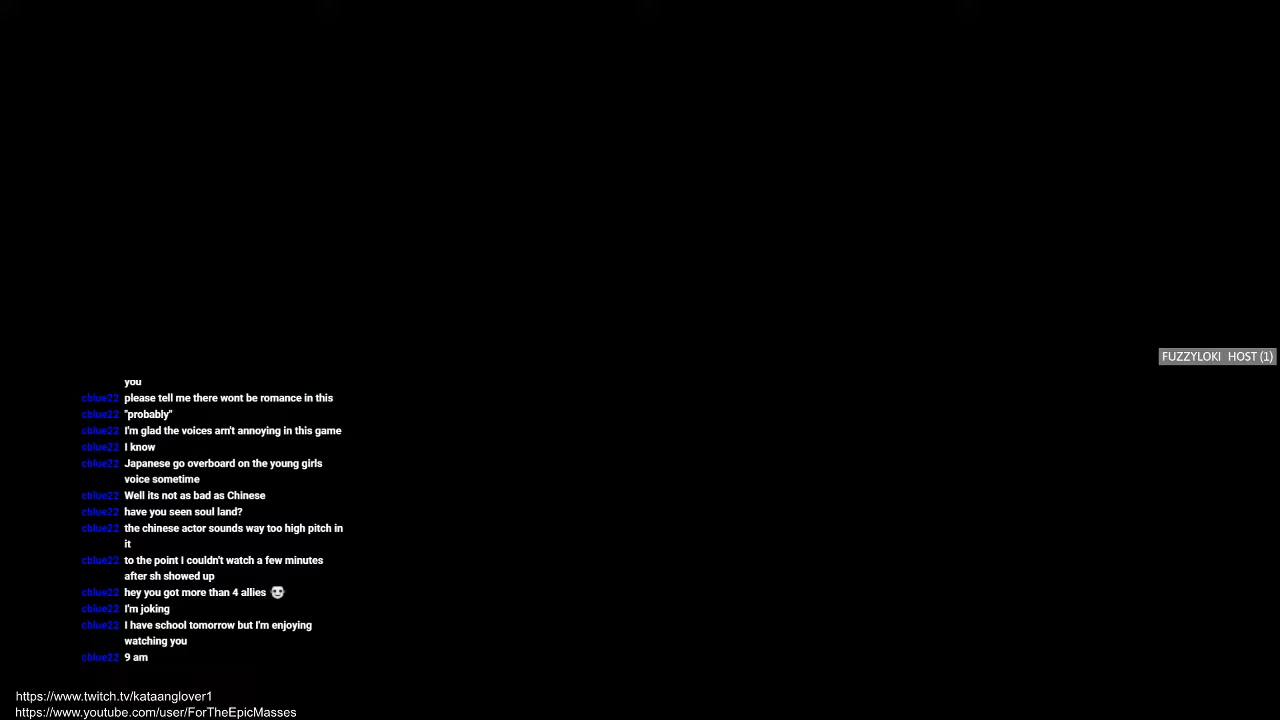 FUZZYLOKI HOST (1)
you
cblue22 please tell me there wont be romance in this
cblue22 "probably"
cblue22 I'm glad the voices arn't annoying in this game
cblue22 I know
cblue22 Japanese go overboard on the young girls
voice sometime
cblue22 Well its not as bad as Chinese
cblue22 have you seen soul land?
cblue22 the chinese actor sounds way too high pitch in
it
cblue22 to the point I couldn't watch a few minutes
after sh showed up
cblue22 hey you got more than 4 allies
cblue22 I'm joking
cblue22 I have school tomorrow but I'm enjoying
watching you
cblue22 9 am
https://www.twitch.tv/kataanglover1
https://www.youtube.com/user/ForTheEpicMasses